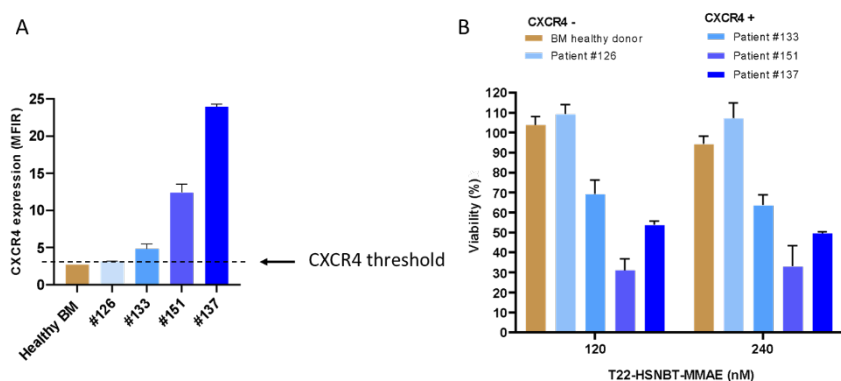 A
CXCR4 expression (MFIR)
25
20
15
10
5
0
Healthy BM
#126
#133
#151
#137
CXCR4 threshold
B
CXCR4 -
BM healthy donor
Patient #126
CXCR4 +
Patient #133
Patient #151
Patient #137
Viability (%)
120
110
100
90
80
70
60
50
40
30
20
10
0
120
240
T22-HSNBT-MMAE (nM)